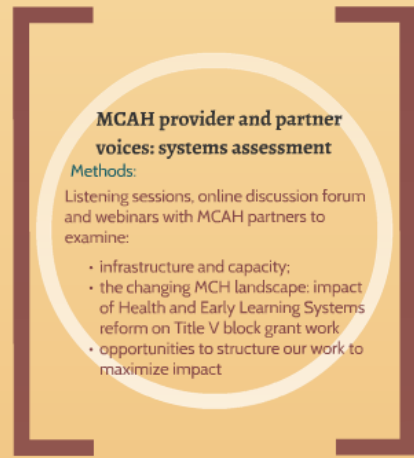 MCAH provider and partner
voices: systems assessment
Methods:
Listening sessions, online discussion forum
and webinars with MCAH partners to
examine:
• infrastructure and capacity;
• the changing MCH landscape: impact
of Health and Early Learning Systems
reform on Title V block grant work
• opportunities to structure our work to
maximize impact